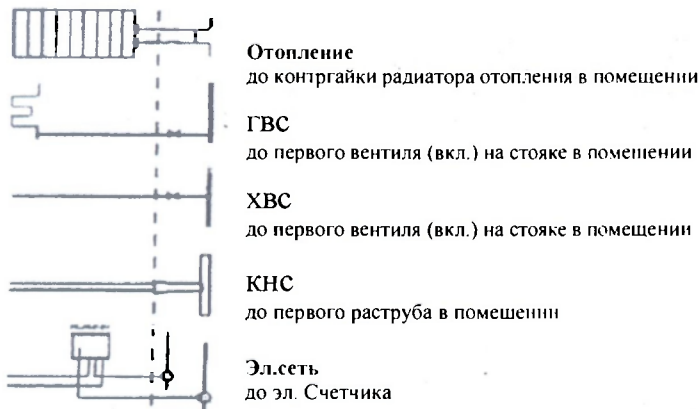 Отопление
до контргайки радиатора отопления в помещении
ГВС
до первого вентиля (вкл.) на стояке в помещении
ХВС
до первого вентиля (вкл.) на стояке в помещении
КНС
до первого раструба в помешении
Эл.сеть
до эл. Счетчика